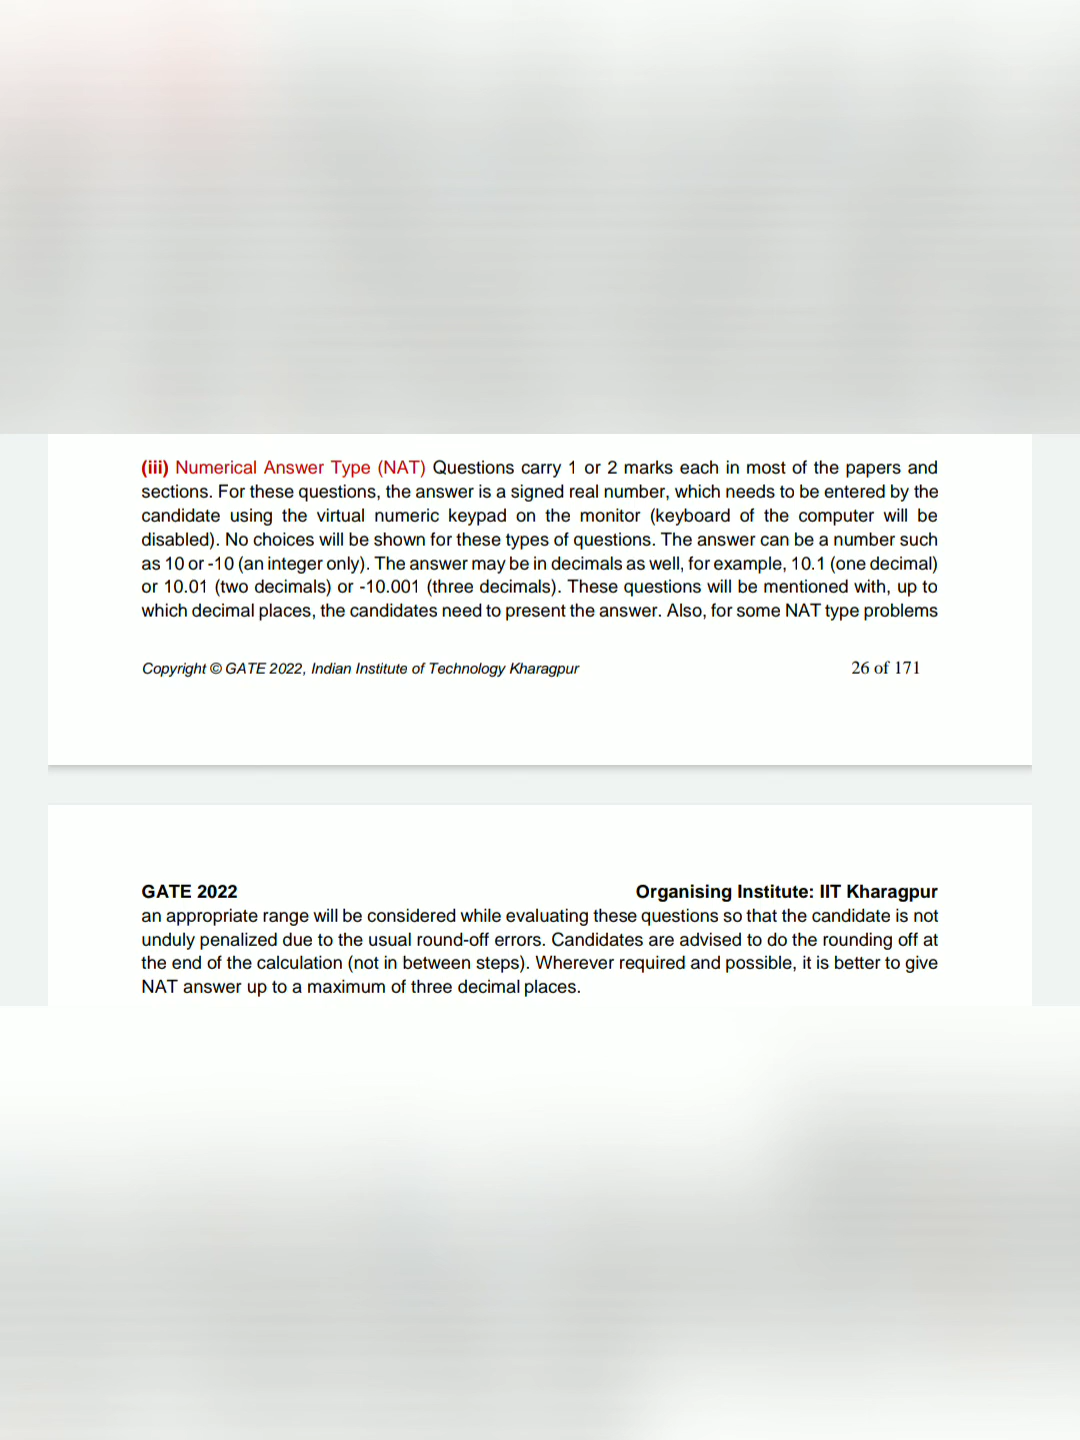 (iii) Numerical Answer Type (NAT) Questions carry 1 or 2 marks each in most of the papers and
sections. For these questions, the answer is a signed real number, which needs to be entered by the
candidate using the virtual numeric keypad on the monitor (keyboard of the computer will be
disabled). No choices will be shown for these types of questions. The answer can be a number such
as 10 or -10 (an integer only). The answer may be in decimals as well, for example, 10.1 (one decimal)
or 10.01 (two decimals) or -10.001 (three decimals). These questions will be mentioned with, up to
which decimal places, the candidates need to present the answer. Also, for some NAT type problems
Copyright © GATE 2022, Indian Institute of Technology Kharagpur 26 of 171
GATE 2022 Organising Institute: IIT Kharagpur
an appropriate range will be considered while evaluating these questions so that the candidate is not
unduly penalized due to the usual round-off errors. Candidates are advised to do the rounding off at
the end of the calculation (not in between steps). Wherever required and possible, it is better to give
NAT answer up to a maximum of three decimal places.